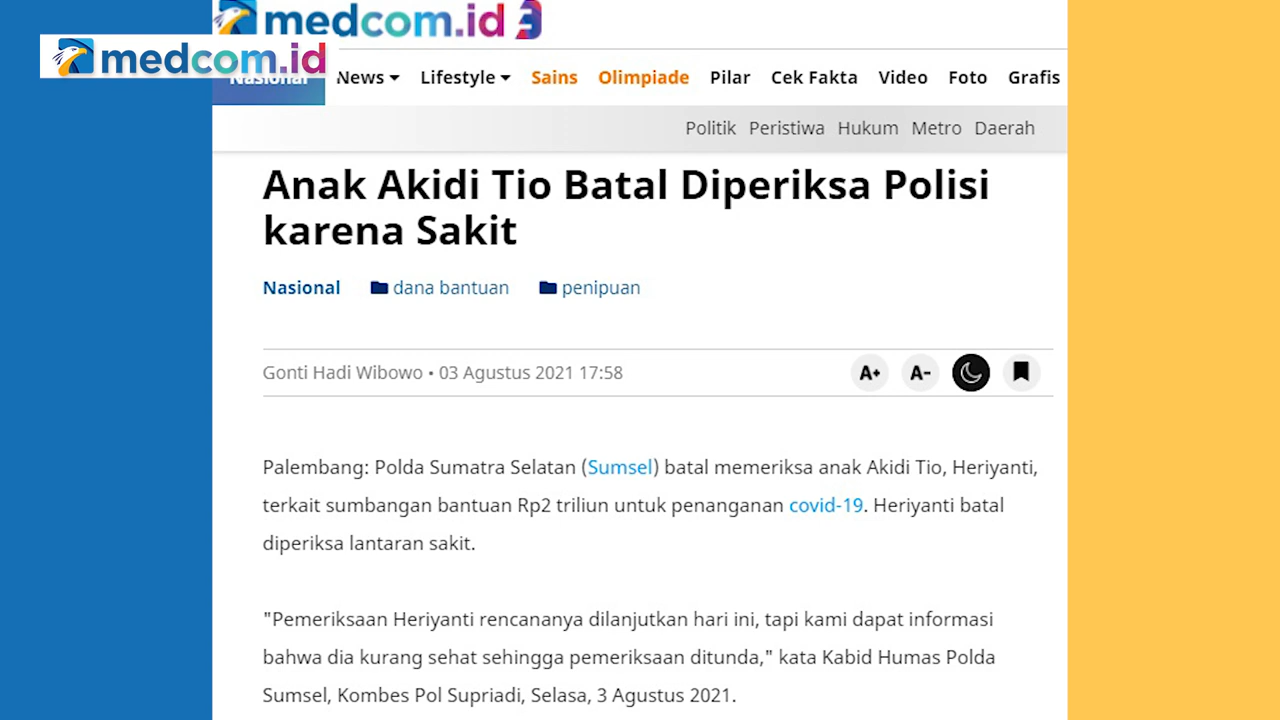 medcom.id
medcom.id
Nasional News Lifestyle Sains Olimpiade Pilar Cek Fakta Video Foto Grafis
Politik Peristiwa Hukum Metro Daerah
Anak Akidi Tio Batal Diperiksa Polisi
karena Sakit
Nasional dana bantuan penipuan
Gonti Hadi Wibowo • 03 Agustus 2021 17:58 A+ A-
Palembang: Polda Sumatra Selatan (Sumsel) batal memeriksa anak Akidi Tio, Heriyanti,
terkait sumbangan bantuan Rp2 triliun untuk penanganan covid-19. Heriyanti batal
diperiksa lantaran sakit.
"Pemeriksaan Heriyanti rencananya dilanjutkan hari ini, tapi kami dapat informasi
bahwa dia kurang sehat sehingga pemeriksaan ditunda," kata Kabid Humas Polda
Sumsel, Kombes Pol Supriadi, Selasa, 3 Agustus 2021.